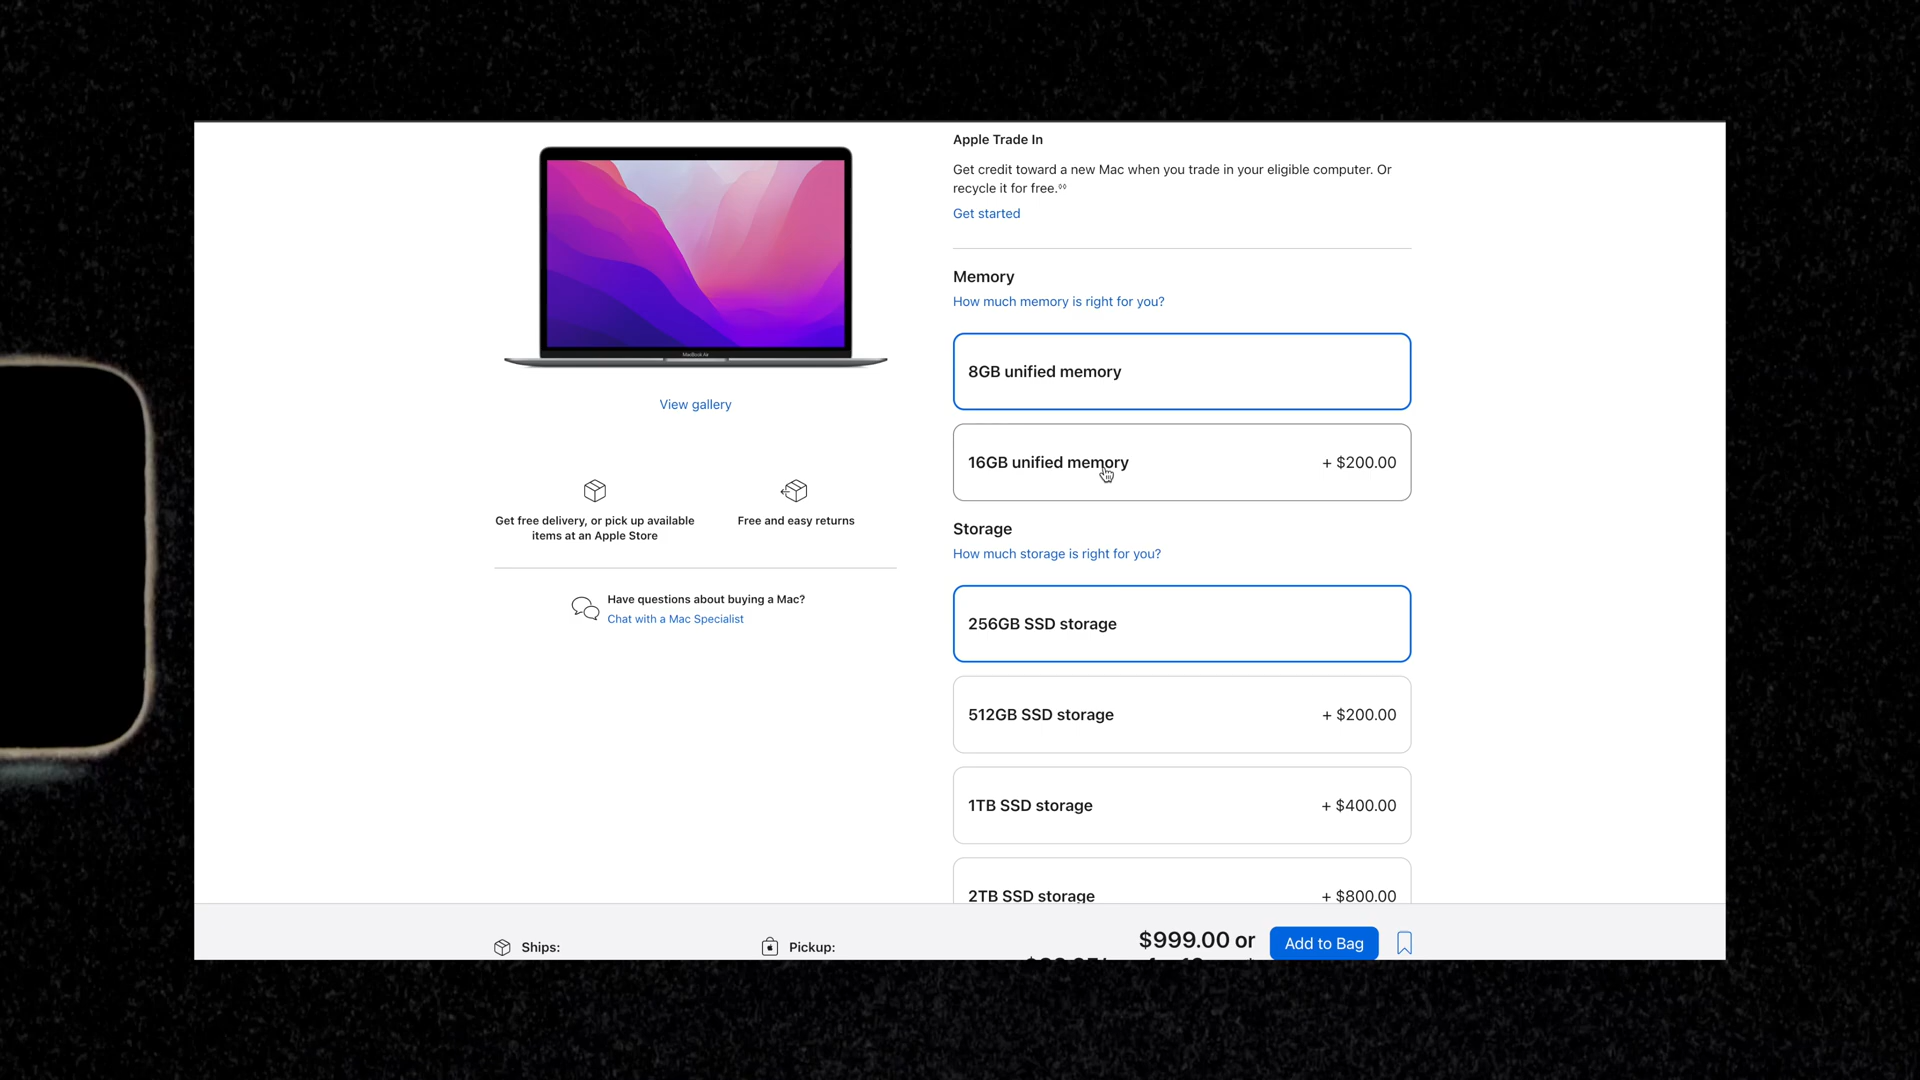 Apple Trade In
Get credit toward a new Mac when you trade in your eligible computer. Or
recycle it for free.◊◊
Get started
Memory
How much memory is right for you?
8GB unified memory
16GB unified memory + $200.00
Storage
How much storage is right for you?
256GB SSD storage
512GB SSD storage + $200.00
1TB SSD storage + $400.00
2TB SSD storage + $800.00
MacBook Air
View gallery
Get free delivery, or pick up available
items at an Apple Store
Free and easy returns
Have questions about buying a Mac?
Chat with a Mac Specialist
Ships:
Pickup:
$999.00 or
Add to Bag